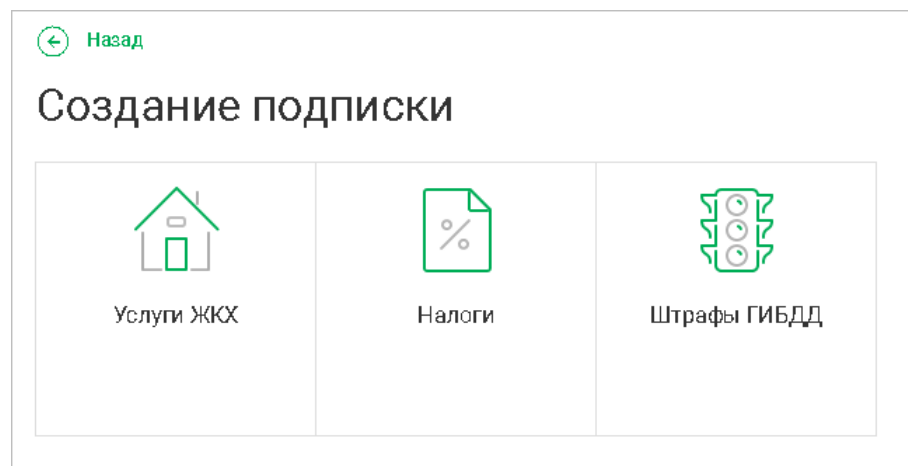 Назад
Создание подписки
Услуги ЖКХ
Налоги
Штрафы ГИБДД